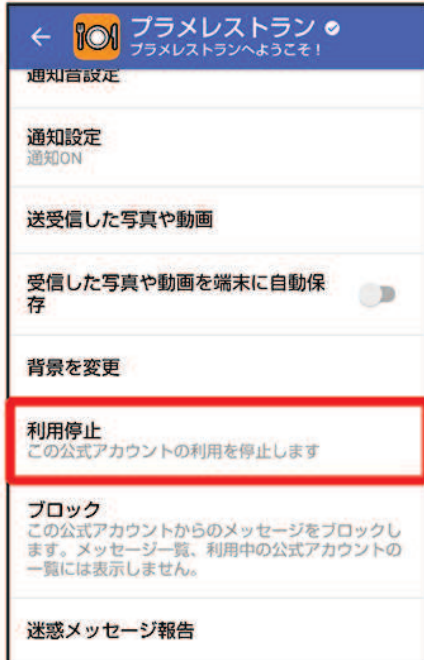 プラメレストラン
プラメレストランへようこそ！
通知音設定
通知設定
通知ON
送受信した写真や動画
受信した写真や動画を端末に自動保
存
背景を変更
利用停止
この公式アカウントの利用を停止します
ブロック
この公式アカウントからのメッセージをブロックし
ます。メッセージ一覧、利用中の公式アカウントの
一覧には表示しません。
迷惑メッセージ報告